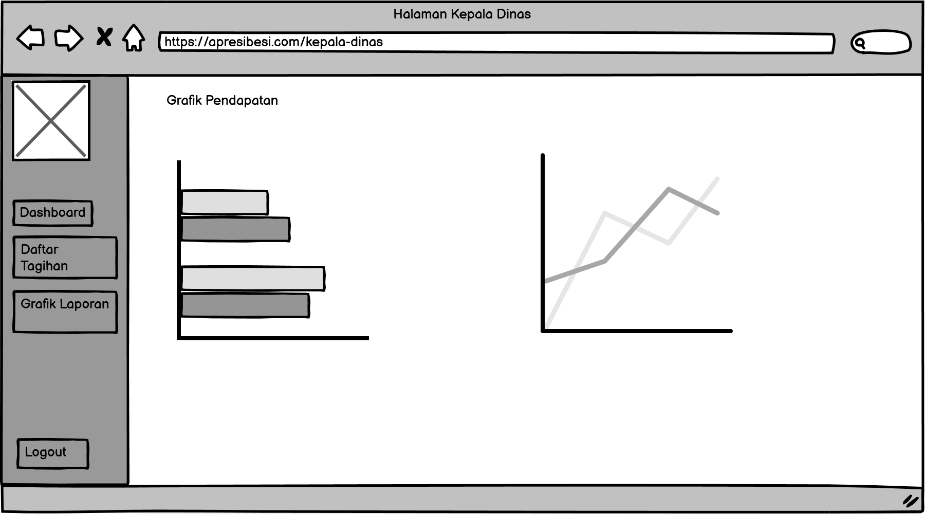 Halaman Kepala Dinas
https://apresibesi.com/kepala-dinas
Grafik Pendapatan
Dashboard
Daftar
Tagihan
Grafik Laporan
Logout